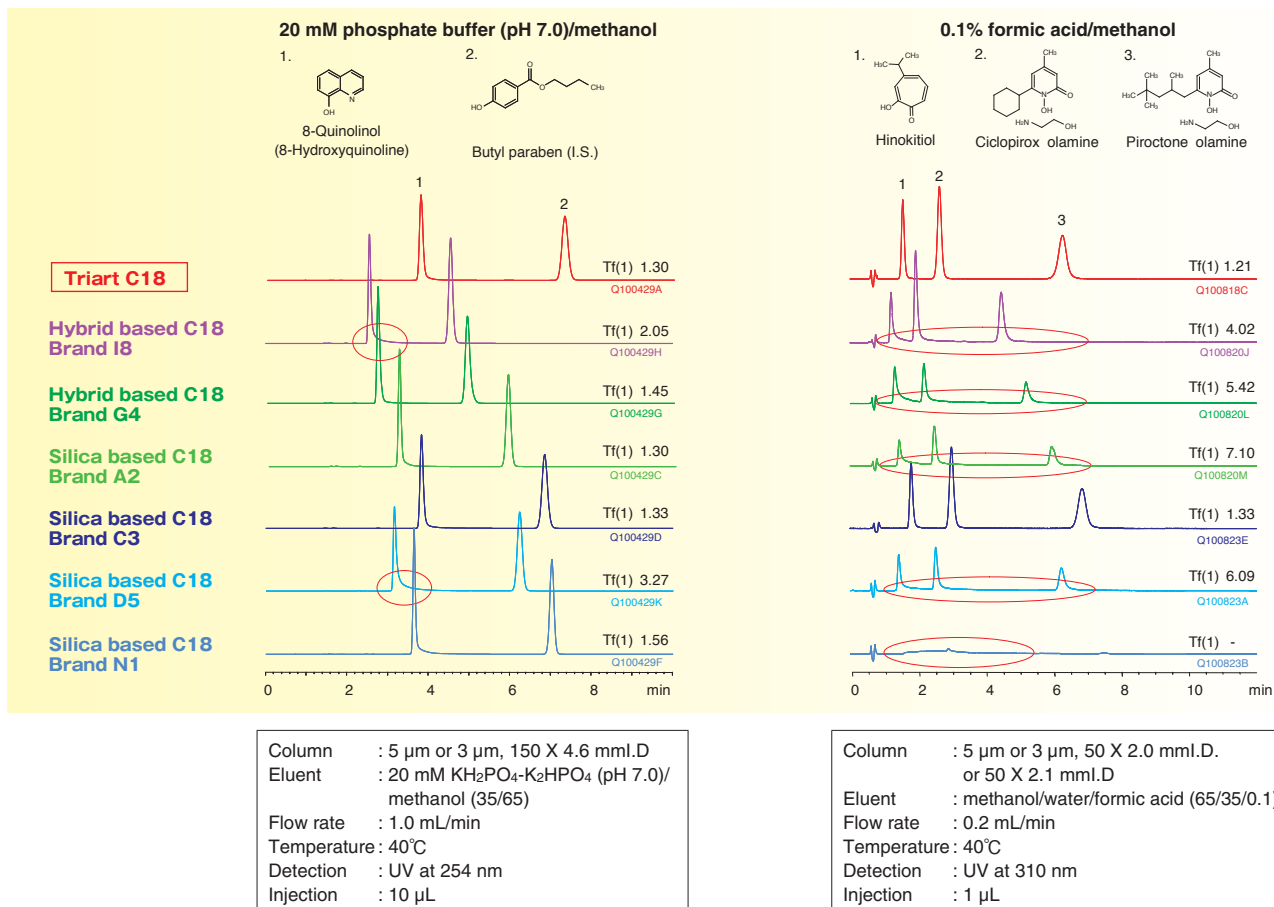 20 mM phosphate buffer (pH 7.0)/methanol
1.
OH
N
8-Quinolinol
(8-Hydroxyquinoline)
2.
HO
O
O
CH₃
Butyl paraben (I.S.)
0.1% formic acid/methanol
1.
CH₃
H₃C
HO
O
Hinokitiol
2.
CH₃
N
O
OH
H₂N
OH
Ciclopirox olamine
3.
CH₃
CH₃
CH₃
H₃C
CH₃
N
O
OH
H₂N
OH
Piroctone olamine
1
2
1
2
3
Triart C18
Tf(1) 1.30
Q100429A
Tf(1) 1.21
Q100818C
Hybrid based C18
Brand I8
Tf(1) 2.05
Q100429H
Tf(1) 4.02
Q100820J
Hybrid based C18
Brand G4
Tf(1) 1.45
Q100429G
Tf(1) 5.42
Q100820L
Silica based C18
Brand A2
Tf(1) 1.30
Q100429C
Tf(1) 7.10
Q100820M
Silica based C18
Brand C3
Tf(1) 1.33
Q100429D
Tf(1) 1.33
Q100823E
Silica based C18
Brand D5
Tf(1) 3.27
Q100429K
Tf(1) 6.09
Q100823A
Silica based C18
Brand N1
Tf(1) 1.56
Q100429F
Tf(1) -
Q100823B
0 2 4 6 8 min
0 2 4 6 8 10 min
Column : 5 µm or 3 µm, 150 X 4.6 mmI.D
Eluent : 20 mM KH₂PO₄-K₂HPO₄ (pH 7.0)/
methanol (35/65)
Flow rate : 1.0 mL/min
Temperature : 40℃
Detection : UV at 254 nm
Injection : 10 µL
Column : 5 µm or 3 µm, 50 X 2.0 mmI.D.
or 50 X 2.1 mmI.D
Eluent : methanol/water/formic acid (65/35/0.1)
Flow rate : 0.2 mL/min
Temperature : 40℃
Detection : UV at 310 nm
Injection : 1 µL